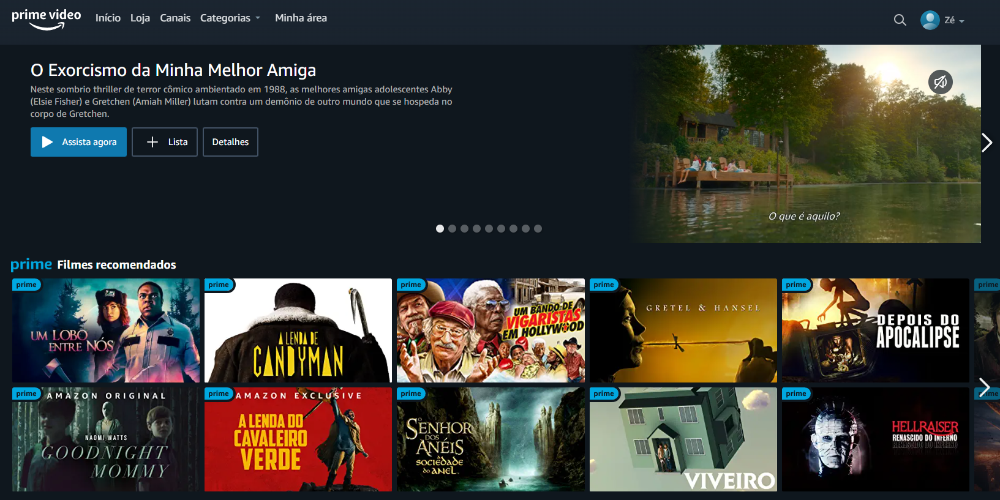 prime video
Início
Loja
Canais
Categorias
Minha área
Zé
O Exorcismo da Minha Melhor Amiga
Neste sombrio thriller de terror cômico ambientado em 1988, as melhores amigas adolescentes Abby
(Elsie Fisher) e Gretchen (Amiah Miller) lutam contra um demônio de outro mundo que se hospeda no
corpo de Gretchen.
Assista agora
Lista
Detalhes
O que é aquilo?
prime Filmes recomendados
prime
UM LOBO
ENTRE NÓS
prime
A LENDA DE
CANDYMAN
prime
UM BANDO DE
VIGARISTAS
EM HOLLYWOOD
prime
GRETEL & HANSEL
prime
DEPOIS DO
APOCALIPSE
prime
prime
AMAZON ORIGINAL
NAOMI WATTS
GOODNIGHT
MOMMY
prime
AMAZON EXCLUSIVE
A LENDA DO
CAVALEIRO
VERDE
prime
O SENHOR
DOS
ANÉIS
A
SOCIEDADE
DO ANEL
prime
VIVEIRO
prime
HELLRAISER
RENASCIDO DO INFERNO
prime